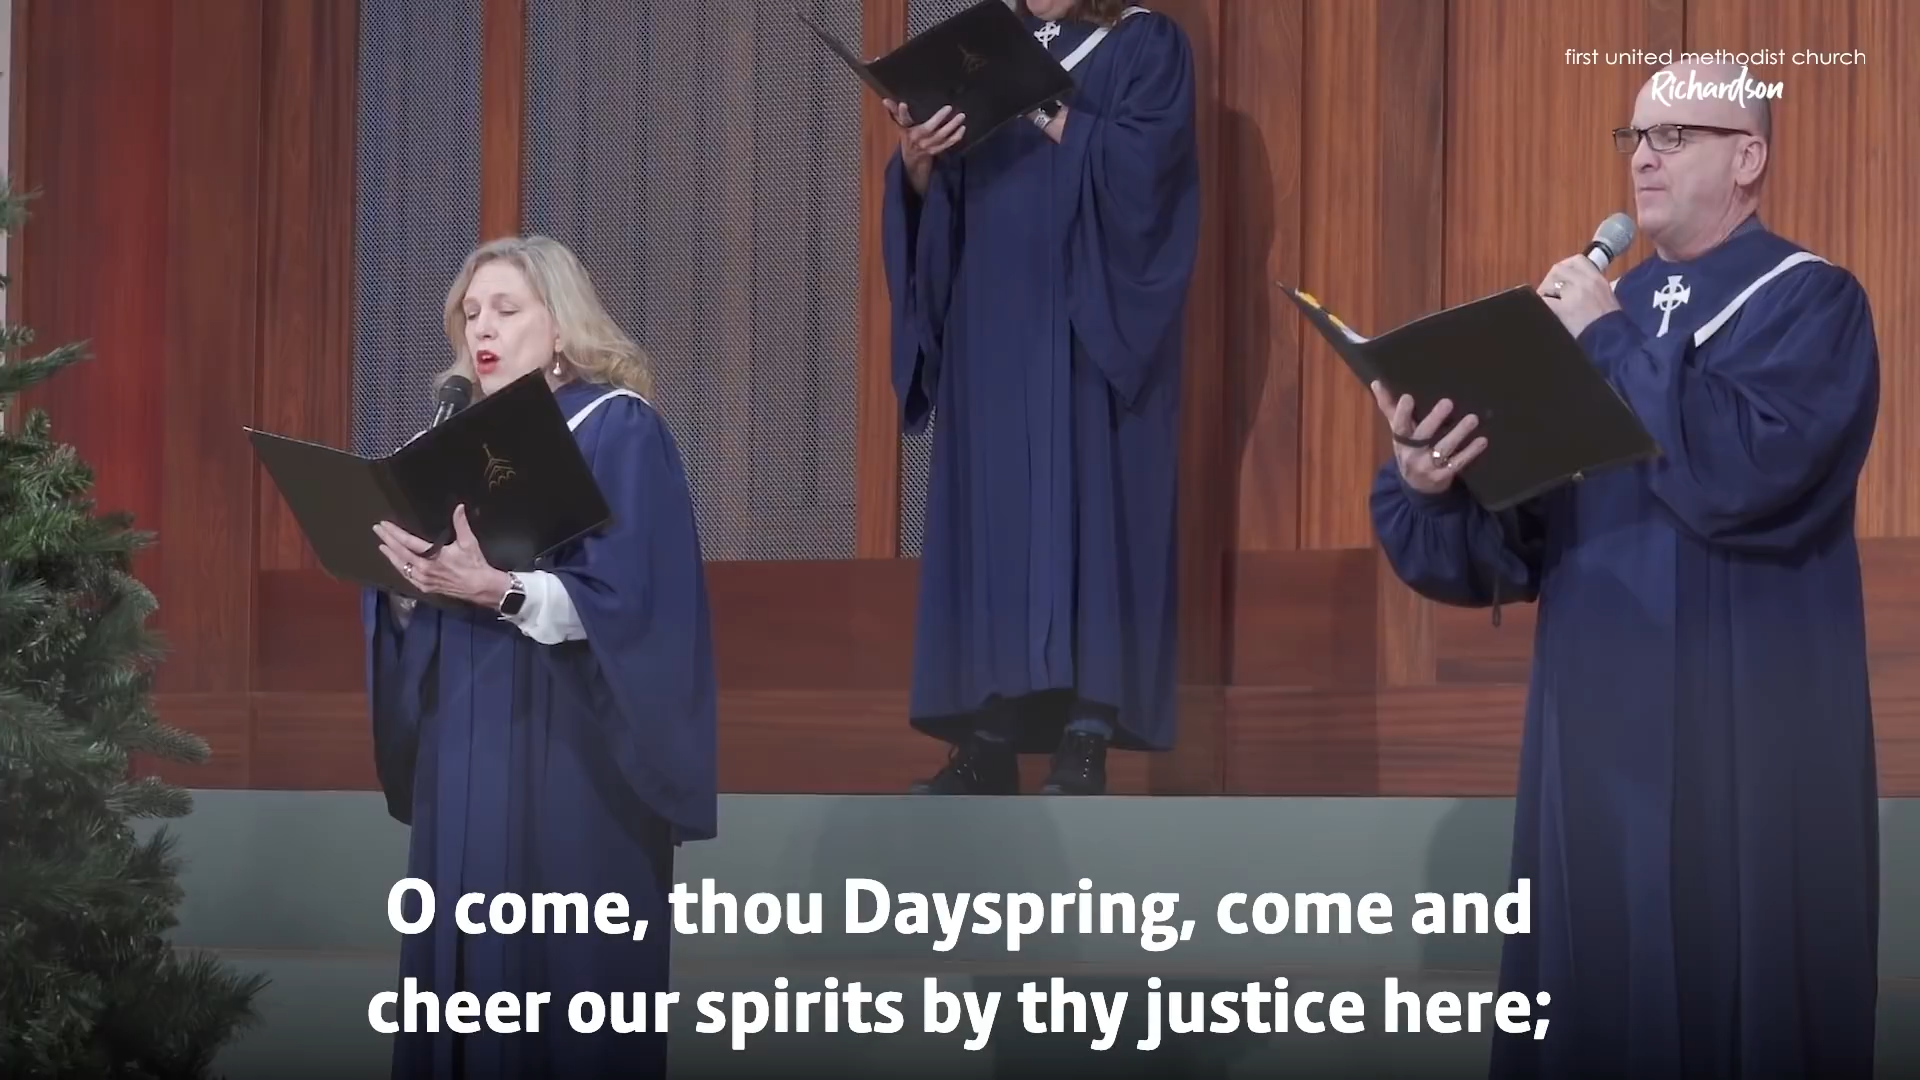 first united methodist church
Richardson
O come, thou Dayspring, come and
cheer our spirits by thy justice here;